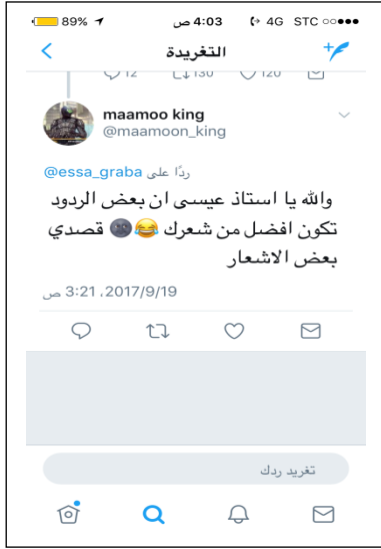 89% 4:03 ص 4G STC
التغريدة
12 130 120
maamoo king
@maamoon_king
ردًا على @essa_graba
والله يا استاذ عيسى ان بعض الردود
تكون افضل من شعرك 😂🌚 قصدي
بعض الاشعار
2017/9/19، 3:21 ص
تغريد ردك